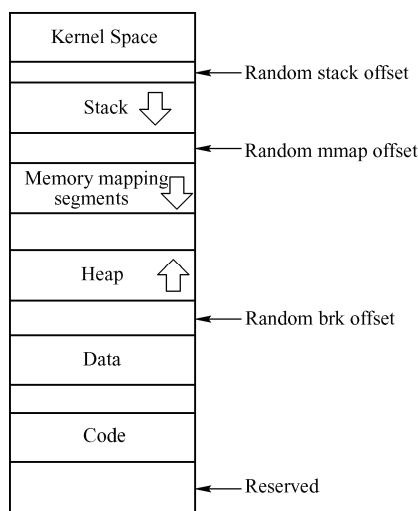 Kernel Space
Random stack offset
Stack
Random mmap offset
Memory mapping
segments
Heap
Random brk offset
Data
Code
Reserved